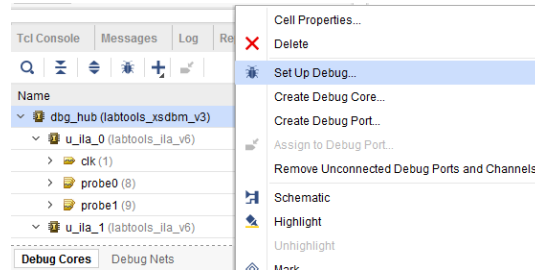 Tcl Console Messages Log Re
Name
dbg_hub (labtools_xsdbm_v3)
u_ila_0 (labtools_ila_v6)
clk (1)
probe0 (8)
probe1 (9)
u_ila_1 (labtools_ila_v6)
Debug Cores Debug Nets
Cell Properties...
Delete
Set Up Debug...
Create Debug Core...
Create Debug Port...
Assign to Debug Port...
Remove Unconnected Debug Ports and Channels
Schematic
Highlight
Unhighlight
Mark